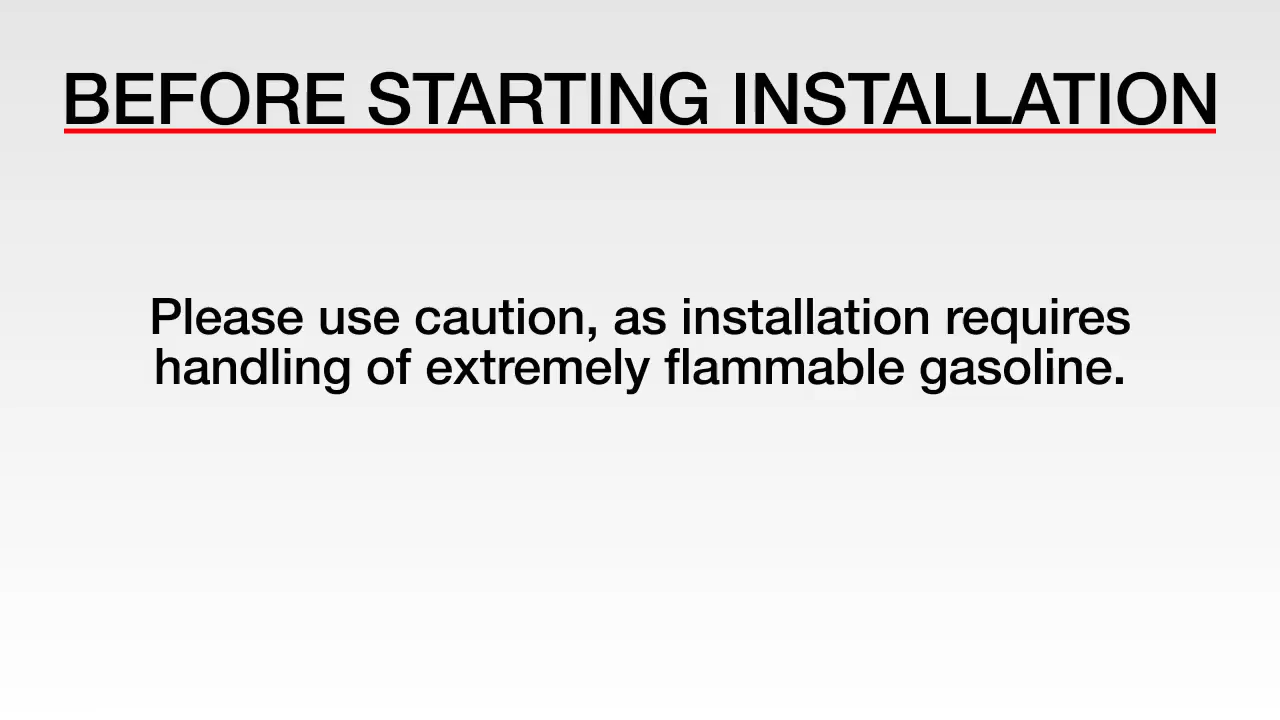 BEFORE STARTING INSTALLATION
Please use caution, as installation requires
handling of extremely flammable gasoline.